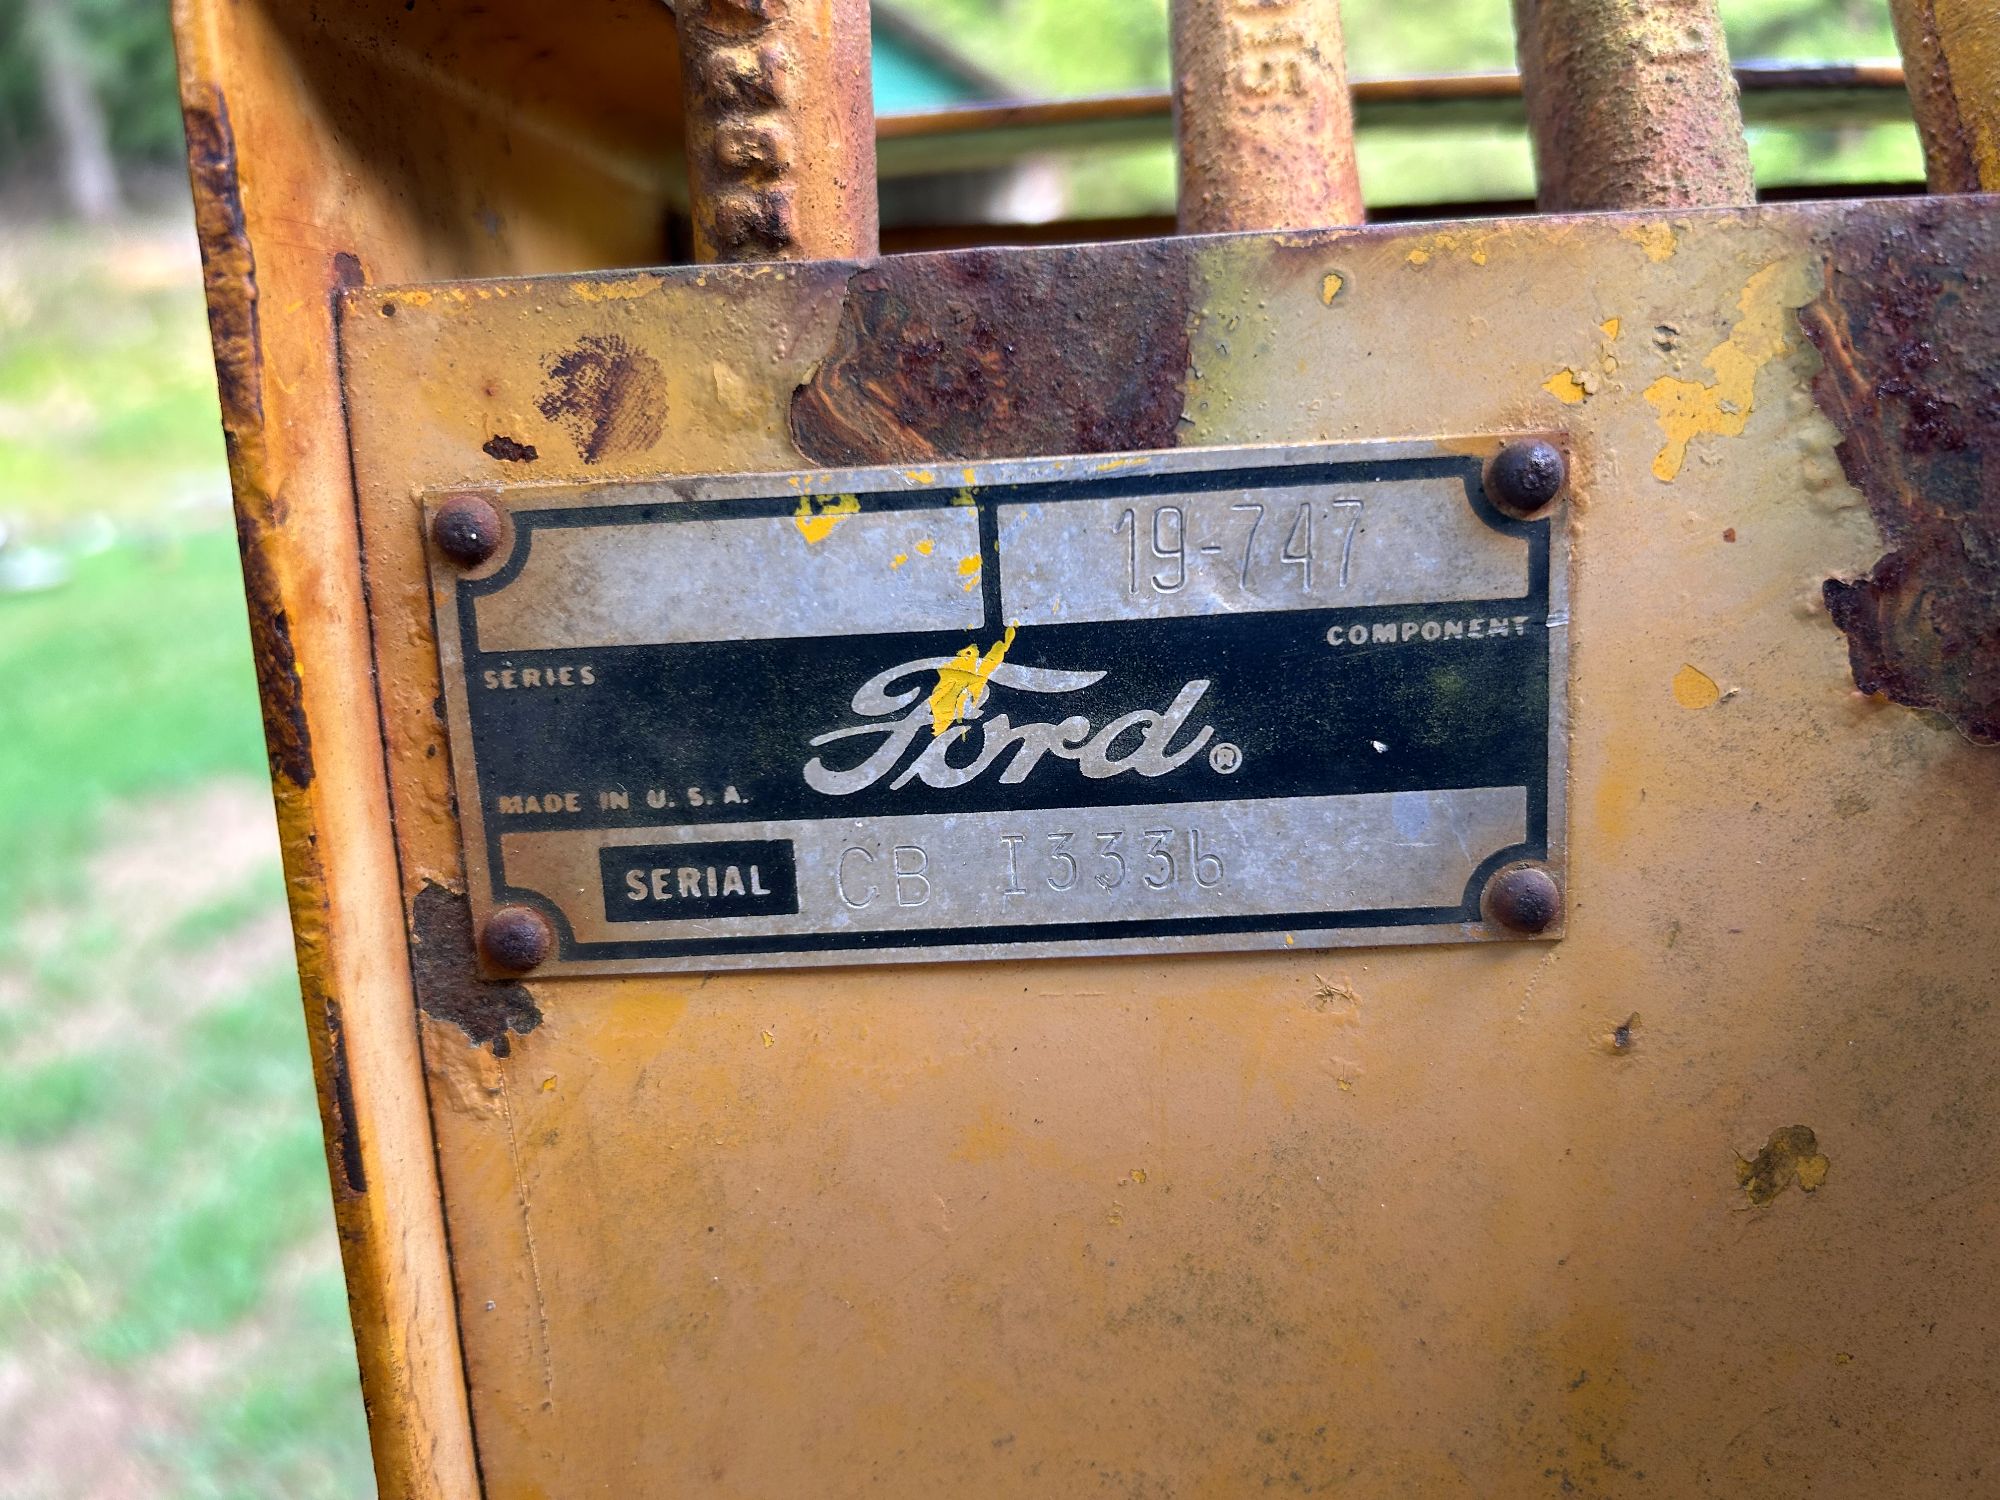 19-747
SERIES
COMPONENT
Ford®
MADE IN U. S. A.
SERIAL CB I3336